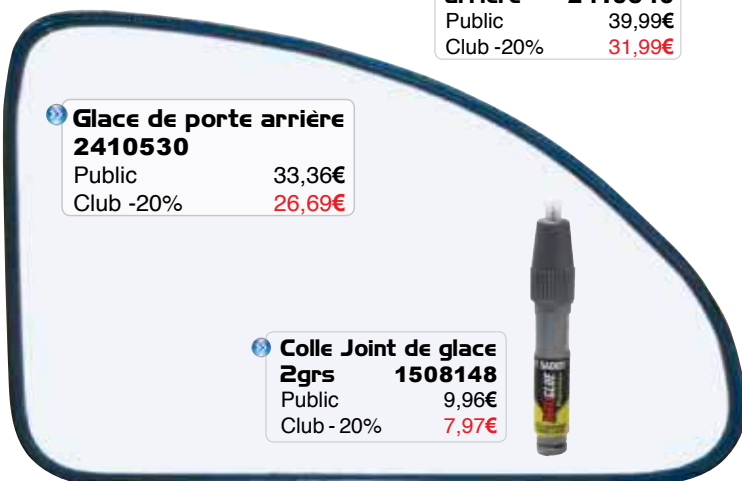 Public 39,99€
Club -20% 31,99€
Glace de porte arrière
2410530
Public 33,36€
Club -20% 26,69€
Colle Joint de glace
2grs 1508148
Public 9,96€
Club - 20% 7,97€